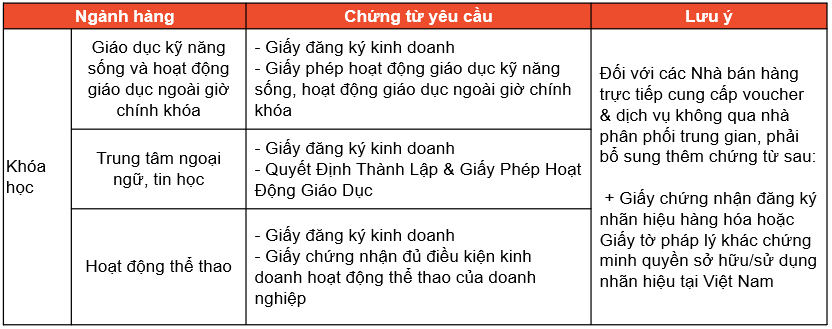 Ngành hàng
Chứng từ yêu cầu
Lưu ý
Khóa
học
Giáo dục kỹ năng
sống và hoạt động
giáo dục ngoài giờ
chính khóa
- Giấy đăng ký kinh doanh
- Giấy phép hoạt động giáo dục kỹ năng
sống, hoạt động giáo dục ngoài giờ chính
khóa
Trung tâm ngoại
ngữ, tin học
- Giấy đăng ký kinh doanh
- Quyết Định Thành Lập & Giấy Phép Hoạt
Động Giáo Dục
Hoạt động thể thao
- Giấy đăng ký kinh doanh
- Giấy chứng nhận đủ điều kiện kinh
doanh hoạt động thể thao của doanh
nghiệp
Đối với các Nhà bán hàng
trực tiếp cung cấp voucher
& dịch vụ không qua nhà
phân phối trung gian, phải
bổ sung thêm chứng từ sau:
+ Giấy chứng nhận đăng ký
nhãn hiệu hàng hóa hoặc
Giấy tờ pháp lý khác chứng
minh quyền sở hữu/sử dụng
nhãn hiệu tại Việt Nam